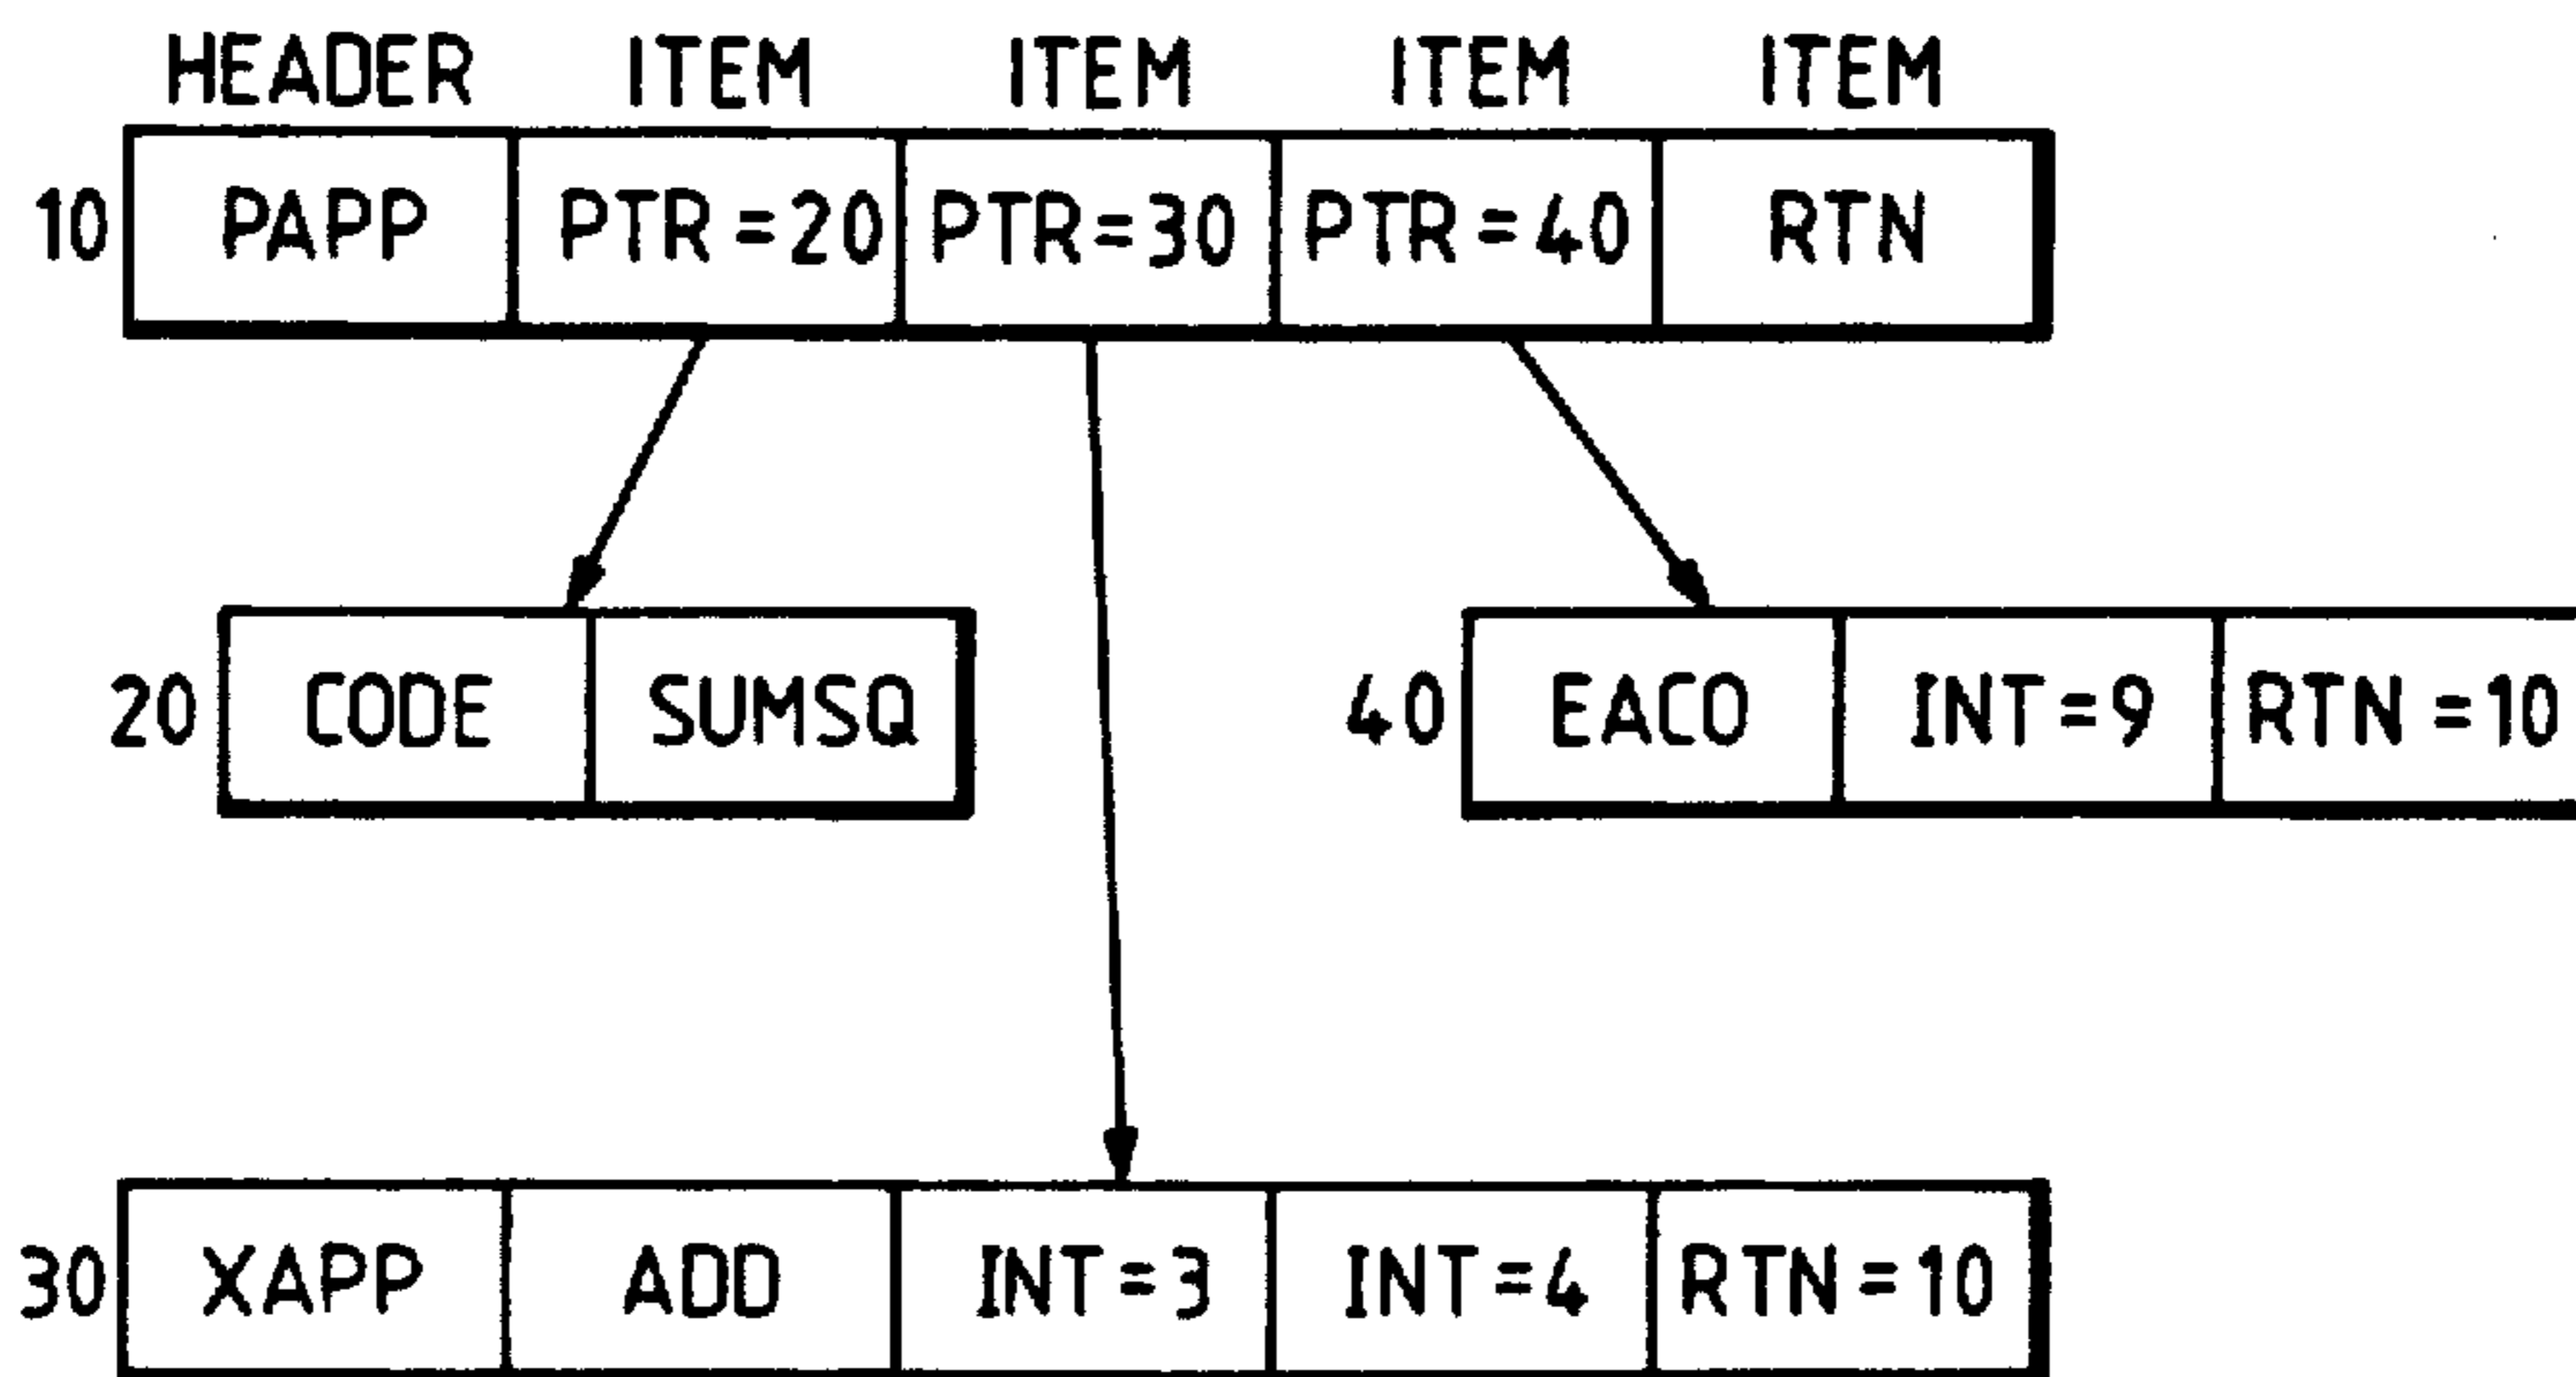 HEADER ITEM ITEM ITEM ITEM
10 PAPP PTR=20 PTR=30 PTR=40 RTN
20 CODE SUMSQ 40 EACO INT=9 RTN=10
30 XAPP ADD INT=3 INT=4 RTN=10